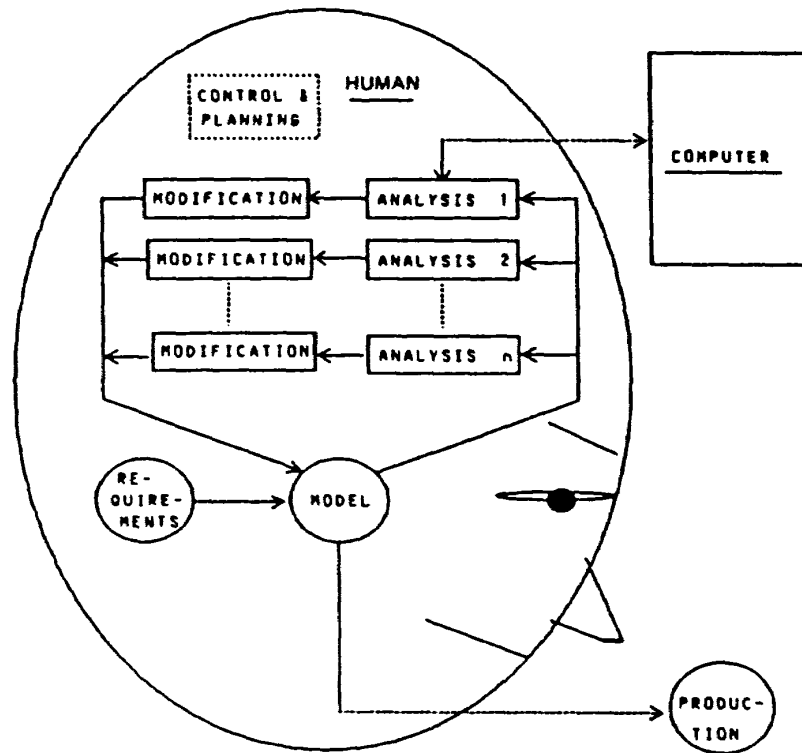 HUMAN
CONTROL &
PLANNING
COMPUTER
MODIFICATION
ANALYSIS 1
MODIFICATION
ANALYSIS 2
MODIFICATION
ANALYSIS n
RE-
QUIRE-
MENTS
MODEL
PRODUC-
TION